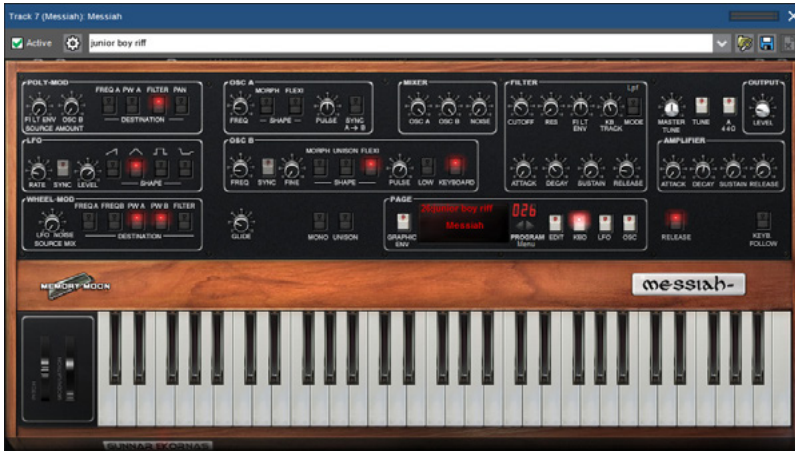 Track 7 (Messiah): Messiah
Active
junior boy riff
POLY-MOD
FREQ A PW A FILTER PAN
FILT ENV OSC B
DESTINATION
SOURCE AMOUNT
OSC A
MORPH FLEXI
FREQ
SHAPE
PULSE
SYNC
A → B
MIXER
OSC A OSC B NOISE
FILTER
Lpf
CUTOFF RES FILT ENV KB TRACK MODE
ATTACK DECAY SUSTAIN RELEASE
MASTER TUNE
TUNE
A 440
OUTPUT
LEVEL
LFO
RATE SYNC LEVEL
SHAPE
OSC B
MORPH UNISON FLEXI
FREQ SYNC FINE
SHAPE
PULSE LOW KEYBOARD
AMPLIFIER
ATTACK DECAY SUSTAIN RELEASE
WHEEL-MOD
FREQ A FREQ B PW A PW B FILTER
LFO NOISE
SOURCE MIX
DESTINATION
GLIDE
MONO UNISON
PAGE
GRAPHIC ENV
26junior boy riff
Messiah
026
PROGRAM
Menu
EDIT KBD LFO OSC
RELEASE
KEYB. FOLLOW
MEMORY MOON
messiah-
PITCH
MODULATION
GUNNAR EKORNAS